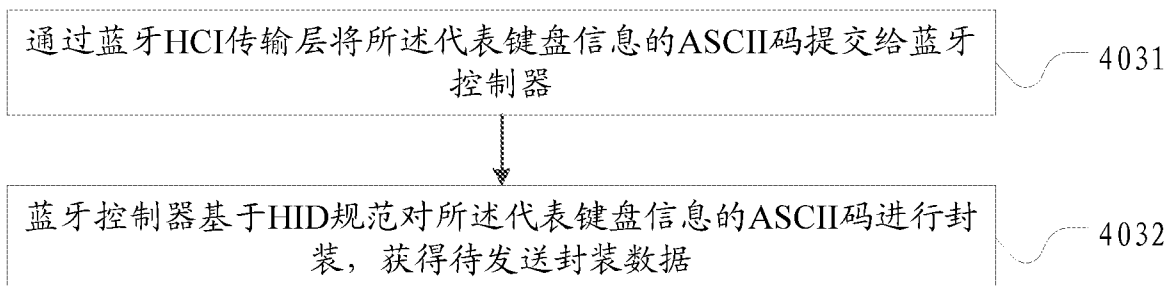 通过蓝牙HCI传输层将所述代表键盘信息的ASCII码提交给蓝牙
控制器
4031
蓝牙控制器基于HID规范对所述代表键盘信息的ASCII码进行封
装，获得待发送封装数据
4032